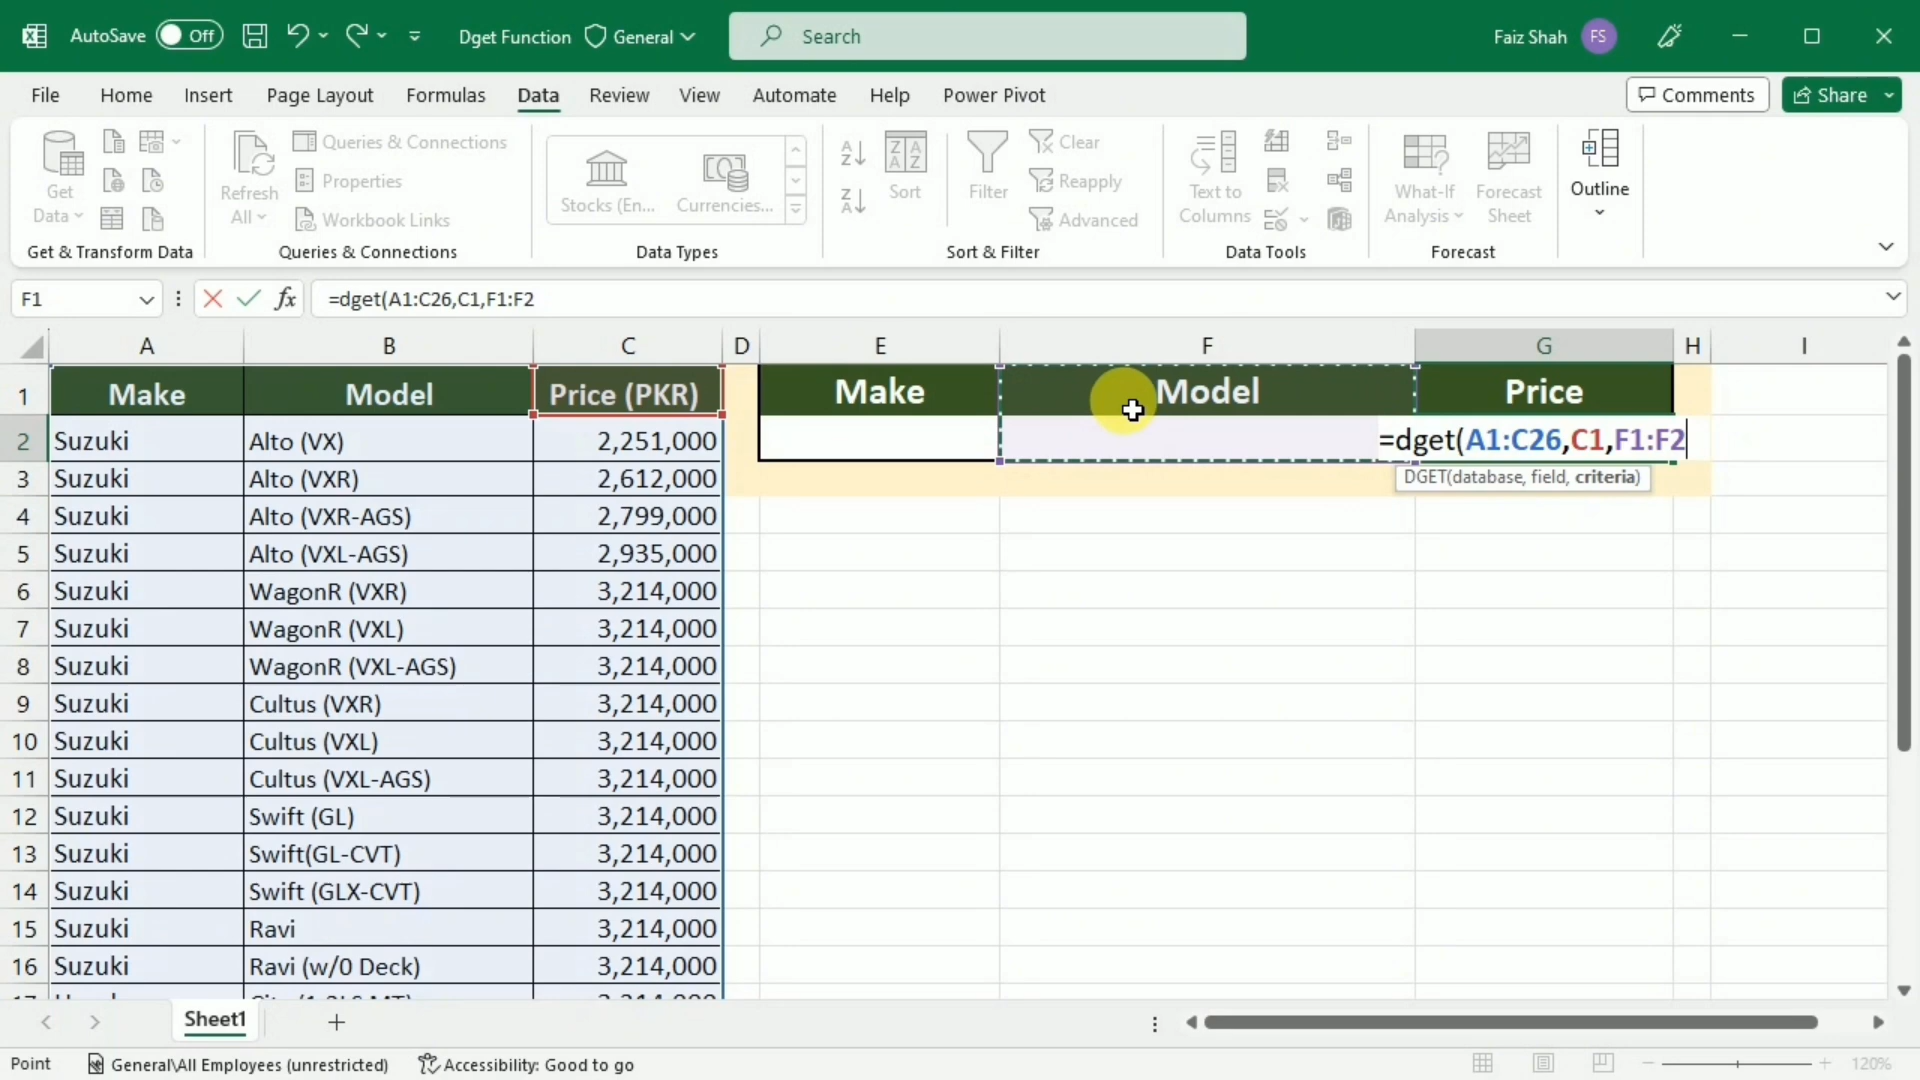 AutoSave Off Dget Function General Search Faiz Shah FS
File Home Insert Page Layout Formulas Data Review View Automate Help Power Pivot Comments Share
Get Data
Refresh All
Queries & Connections
Properties
Workbook Links
Stocks (En... Currencies...
Sort
Filter
Clear
Reapply
Advanced
Text to Columns
What-If Analysis
Forecast Sheet
Outline
Get & Transform Data Queries & Connections Data Types Sort & Filter Data Tools Forecast
F1 fx =dget(A1:C26,C1,F1:F2
A B C D E F G H I
1 Make Model Price (PKR) Make Model Price
2 Suzuki Alto (VX) 2,251,000 =dget(A1:C26,C1,F1:F2
DGET(database, field, criteria)
3 Suzuki Alto (VXR) 2,612,000
4 Suzuki Alto (VXR-AGS) 2,799,000
5 Suzuki Alto (VXL-AGS) 2,935,000
6 Suzuki WagonR (VXR) 3,214,000
7 Suzuki WagonR (VXL) 3,214,000
8 Suzuki WagonR (VXL-AGS) 3,214,000
9 Suzuki Cultus (VXR) 3,214,000
10 Suzuki Cultus (VXL) 3,214,000
11 Suzuki Cultus (VXL-AGS) 3,214,000
12 Suzuki Swift (GL) 3,214,000
13 Suzuki Swift(GL-CVT) 3,214,000
14 Suzuki Swift (GLX-CVT) 3,214,000
15 Suzuki Ravi 3,214,000
16 Suzuki Ravi (w/0 Deck) 3,214,000
Sheet1
Point General\All Employees (unrestricted) Accessibility: Good to go 120%